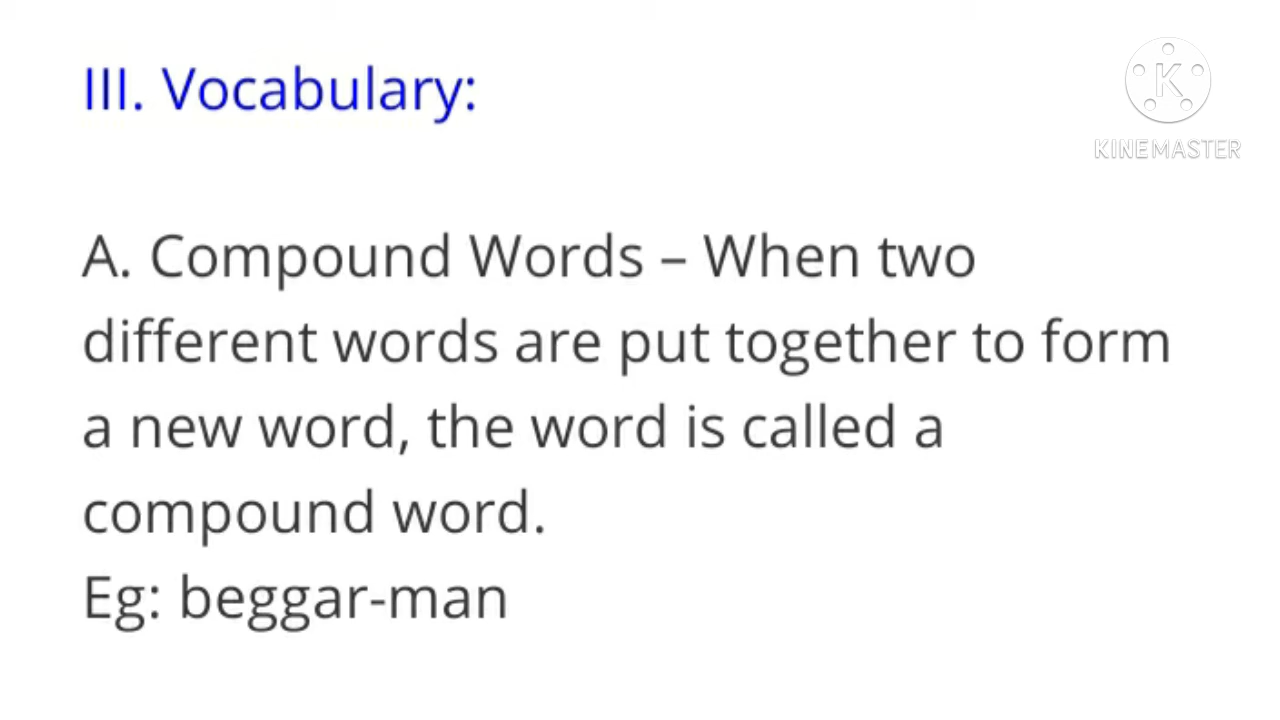 III. Vocabulary:
KINEMASTER
A. Compound Words – When two
different words are put together to form
a new word, the word is called a
compound word.
Eg: beggar-man